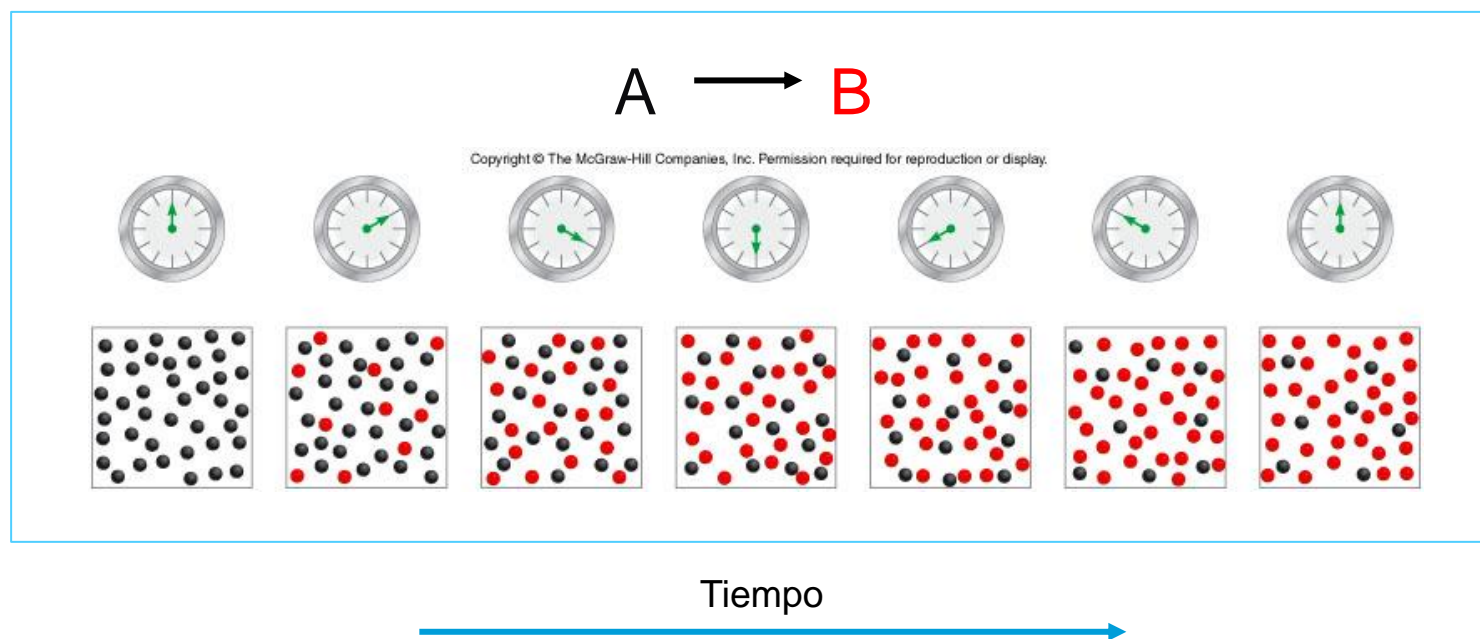 A B
Copyright © The McGraw-Hill Companies, Inc. Permission required for reproduction or display.
Tiempo